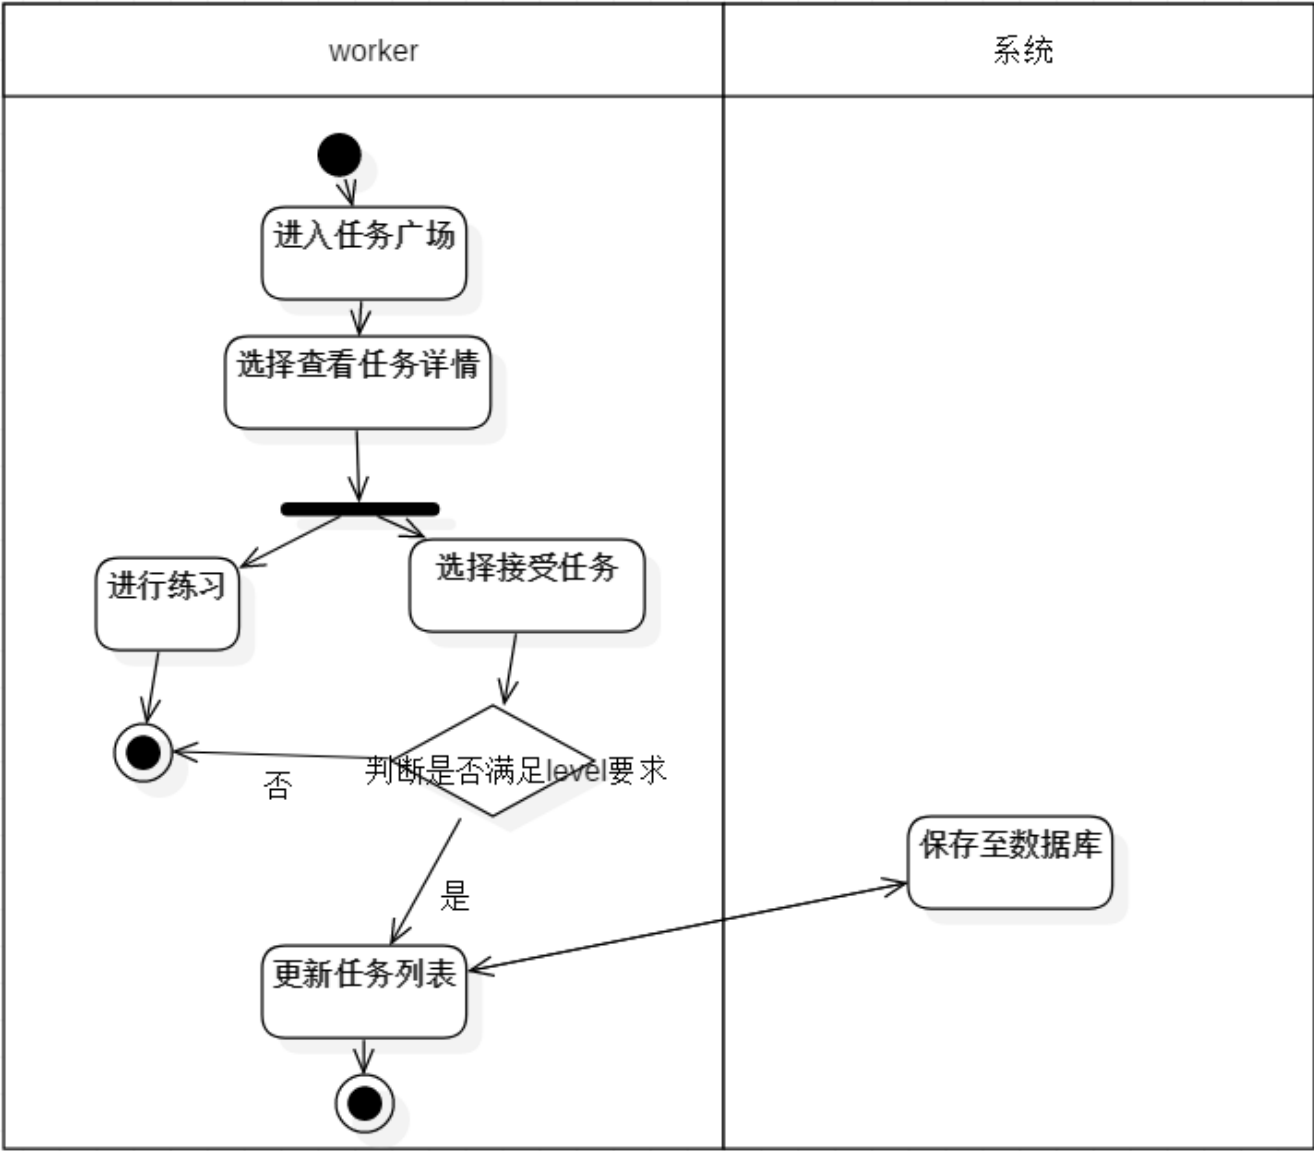 worker
系统
进入任务广场
选择查看任务详情
进行练习
选择接受任务
判断是否满足level要求
否
是
保存至数据库
更新任务列表